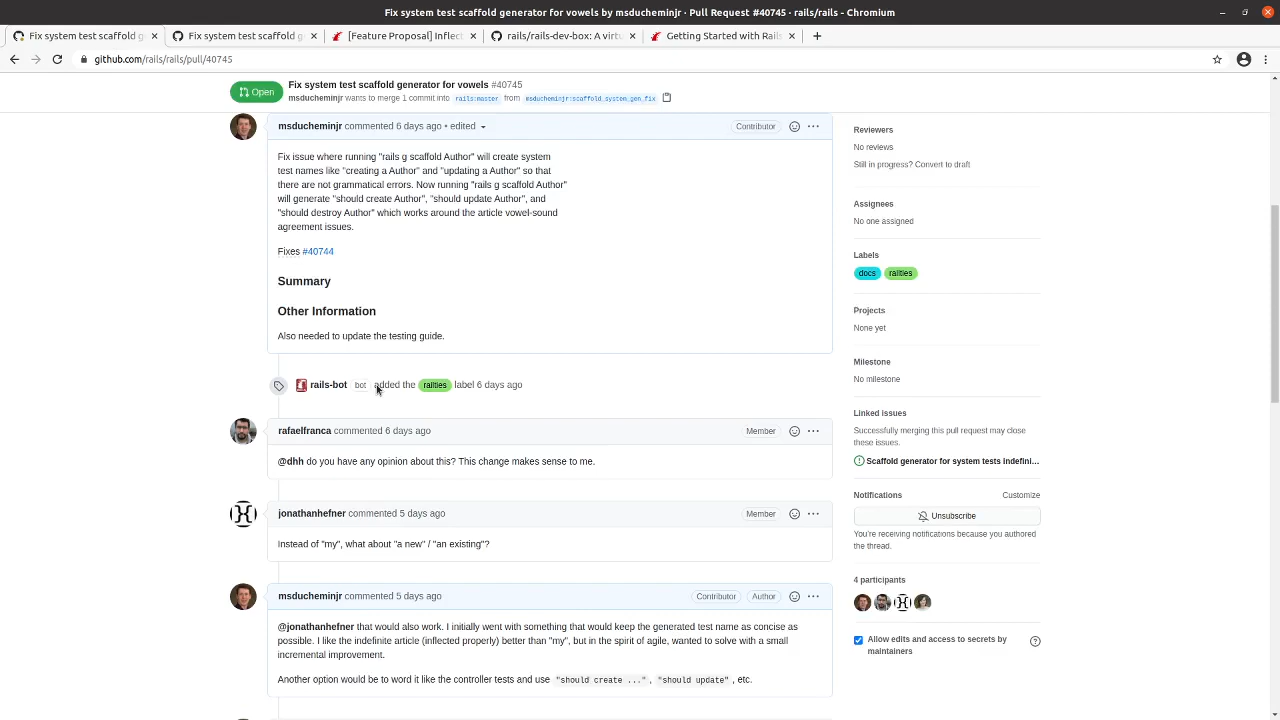 Fix system test scaffold generator for vowels by msducheminjr · Pull Request #40745 · rails/rails - Chromium
Fix system test scaffold g
Fix system test scaffold g
[Feature Proposal] Inflect
rails/rails-dev-box: A virtu
Getting Started with Rails
github.com/rails/rails/pull/40745
Open
Fix system test scaffold generator for vowels #40745
msducheminjr wants to merge 1 commit into rails:master from msducheminjr:scaffold_system_gen_fix
msducheminjr commented 6 days ago • edited
Contributor
Fix issue where running "rails g scaffold Author" will create system
test names like "creating a Author" and "updating a Author" so that
there are not grammatical errors. Now running "rails g scaffold Author"
will generate "should create Author", "should update Author", and
"should destroy Author" which works around the article vowel-sound
agreement issues.
Fixes #40744
Summary
Other Information
Also needed to update the testing guide.
rails-bot bot added the railties label 6 days ago
rafaelfranca commented 6 days ago
Member
@dhh do you have any opinion about this? This change makes sense to me.
jonathanhefner commented 5 days ago
Member
Instead of "my", what about "a new" / "an existing"?
msducheminjr commented 5 days ago
Contributor
Author
@jonathanhefner that would also work. I initially went with something that would keep the generated test name as concise as
possible. I like the indefinite article (inflected properly) better than "my", but in the spirit of agile, wanted to solve with a small
incremental improvement.
Another option would be to word it like the controller tests and use "should create ...", "should update", etc.
Reviewers
No reviews
Still in progress? Convert to draft
Assignees
No one assigned
Labels
docs railties
Projects
None yet
Milestone
No milestone
Linked issues
Successfully merging this pull request may close
these issues.
Scaffold generator for system tests indefini...
Notifications
Customize
Unsubscribe
You're receiving notifications because you authored
the thread.
4 participants
Allow edits and access to secrets by
maintainers